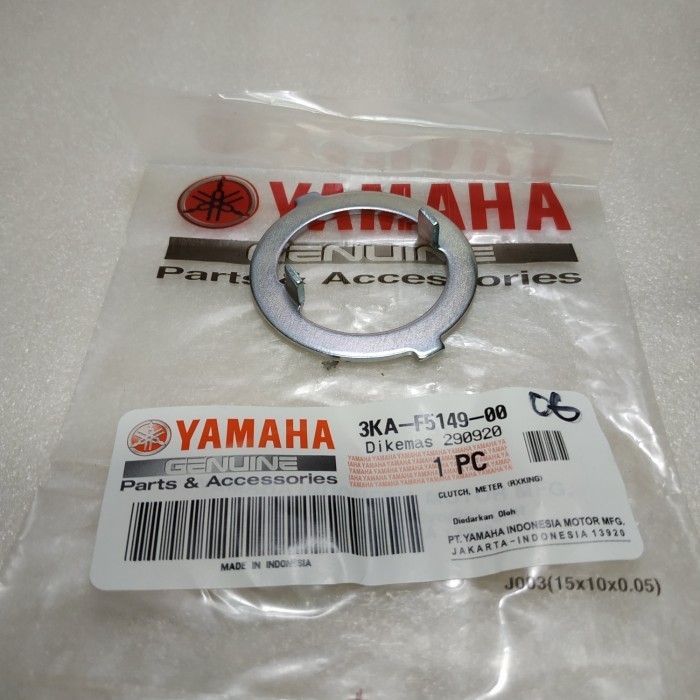 YAMAHA
GENUINE
Parts & Accessories
YAMAHA
GENUINE
Parts & Accessories
MADE IN INDONESIA
3KA-F5149-00
Dikemas 290920
1 PC
CLUTCH, METER (RXKING)
Diedarkan Oleh
PT.YAMAHA INDONESIA MOTOR MFG.
JAKARTA-INDONESIA 13920
J003(15x10x0.05)